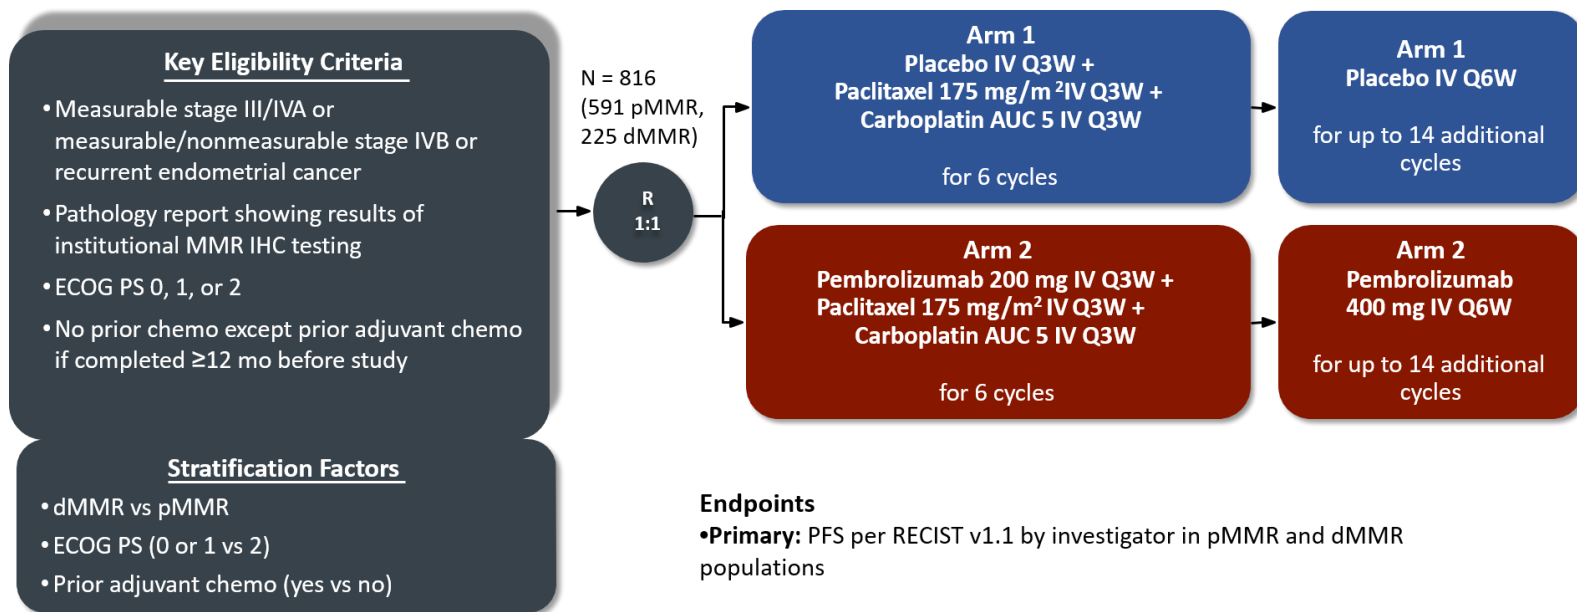 Key Eligibility Criteria
•Measurable stage III/IVA or
measurable/nonmeasurable stage IVB or
recurrent endometrial cancer
•Pathology report showing results of
institutional MMR IHC testing
•ECOG PS 0, 1, or 2
•No prior chemo except prior adjuvant chemo
if completed ≥12 mo before study
Stratification Factors
•dMMR vs pMMR
•ECOG PS (0 or 1 vs 2)
•Prior adjuvant chemo (yes vs no)
N = 816
(591 pMMR,
225 dMMR)
R
1:1
Arm 1
Placebo IV Q3W +
Paclitaxel 175 mg/m²IV Q3W +
Carboplatin AUC 5 IV Q3W
for 6 cycles
Arm 1
Placebo IV Q6W
for up to 14 additional
cycles
Arm 2
Pembrolizumab 200 mg IV Q3W +
Paclitaxel 175 mg/m² IV Q3W +
Carboplatin AUC 5 IV Q3W
for 6 cycles
Arm 2
Pembrolizumab
400 mg IV Q6W
for up to 14 additional
cycles
Endpoints
•Primary: PFS per RECIST v1.1 by investigator in pMMR and dMMR
populations